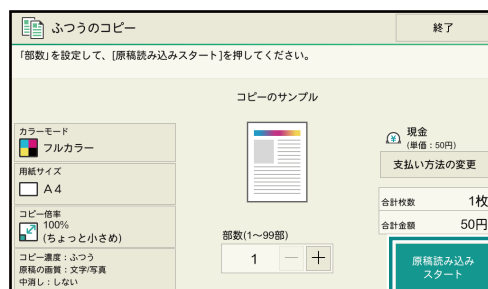 ふつうのコピー
終了
「部数」を設定して、[原稿読み込みスタート]を押してください。
コピーのサンプル
カラーモード
フルカラー
用紙サイズ
A4
コピー倍率
100%
(ちょっと小さめ)
コピー濃度：ふつう
原稿の画質：文字/写真
中消し：しない
部数(1～99部)
1 － ＋
現金
(単価：50円)
支払い方法の変更
合計枚数 1枚
合計金額 50円
原稿読み込み
スタート